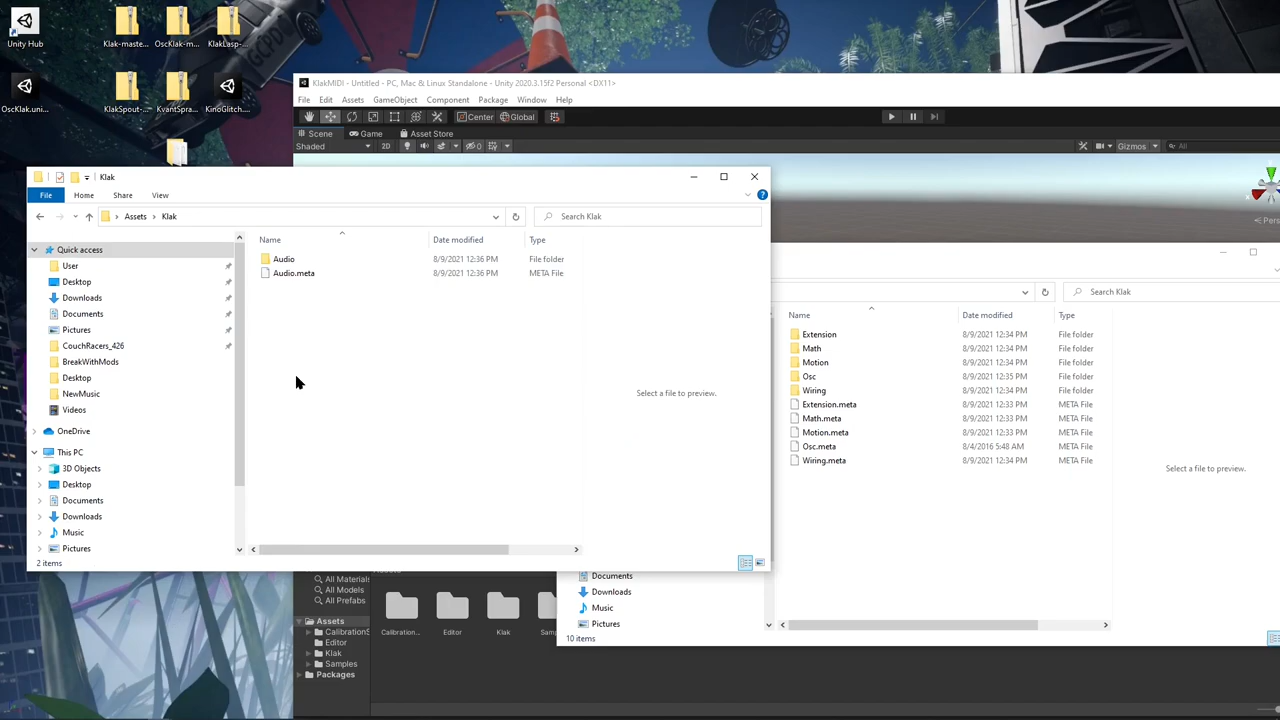 Unity Hub
Klak-master...
OscKlak-m...
KlakLasp-...
OscKlak.uni...
KlakSpout-...
KvantSpra...
KinoGlitch...
GCPD
KlakMIDI - Untitled - PC, Mac & Linux Standalone - Unity 2020.3.15f2 Personal <DX11>
File Edit Assets GameObject Component Package Window Help
Center Global
Scene Game Asset Store
Shaded 2D 0 Gizmos All
Pers
Klak
File Home Share View
Assets > Klak
Search Klak
Name Date modified Type
Audio 8/9/2021 12:36 PM File folder
Audio.meta 8/9/2021 12:36 PM META File
Quick access
User
Desktop
Downloads
Documents
Pictures
CouchRacers_426
BreakWithMods
Desktop
NewMusic
Videos
OneDrive
This PC
3D Objects
Desktop
Documents
Downloads
Music
Pictures
Select a file to preview.
2 items
Search Klak
Name Date modified Type
Extension 8/9/2021 12:34 PM File folder
Math 8/9/2021 12:34 PM File folder
Motion 8/9/2021 12:34 PM File folder
Osc 8/9/2021 12:35 PM File folder
Wiring 8/9/2021 12:34 PM File folder
Extension.meta 8/9/2021 12:33 PM META File
Math.meta 8/9/2021 12:33 PM META File
Motion.meta 8/9/2021 12:33 PM META File
Osc.meta 8/4/2016 5:48 AM META File
Wiring.meta 8/9/2021 12:34 PM META File
Select a file to preview.
Documents
Downloads
Music
Pictures
10 items
All Materials
All Models
All Prefabs
Assets
CalibrationS
Editor
Klak
Samples
Packages
Calibration...
Editor
Klak
Samp